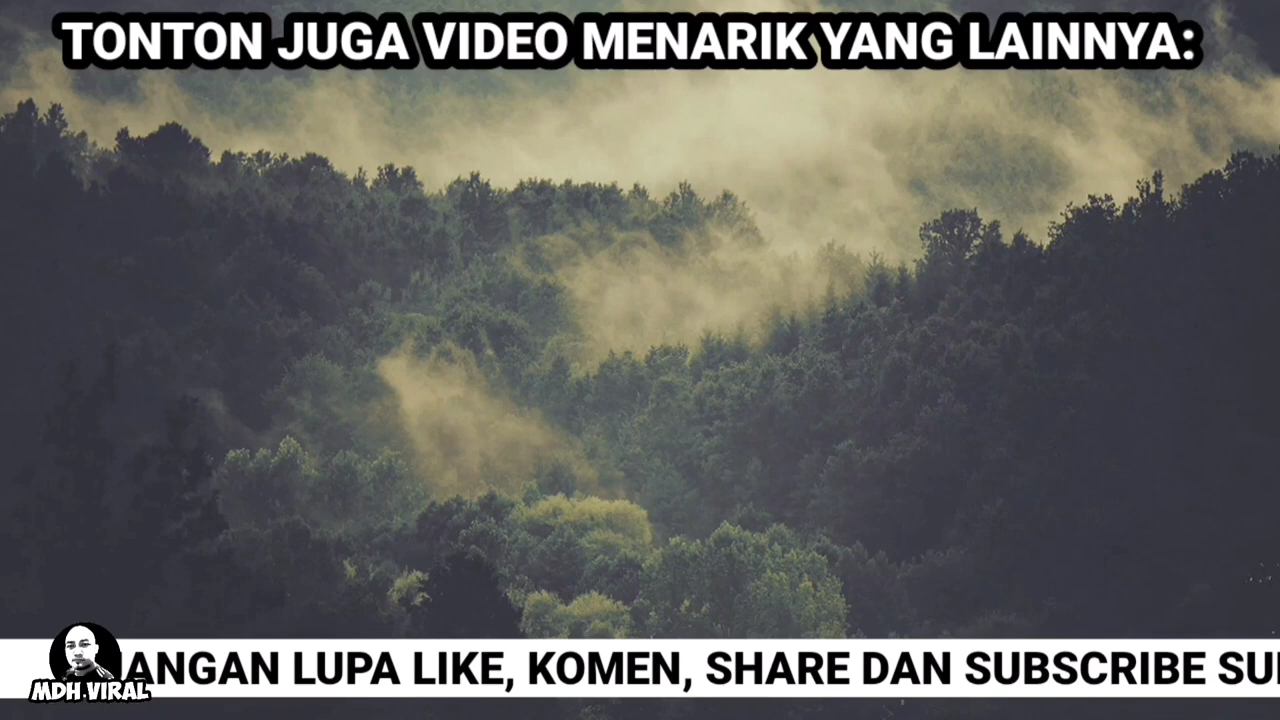 TONTON JUGA VIDEO MENARIK YANG LAINNYA:
ANGAN LUPA LIKE, KOMEN, SHARE DAN SUBSCRIBE
MDH VIRAL